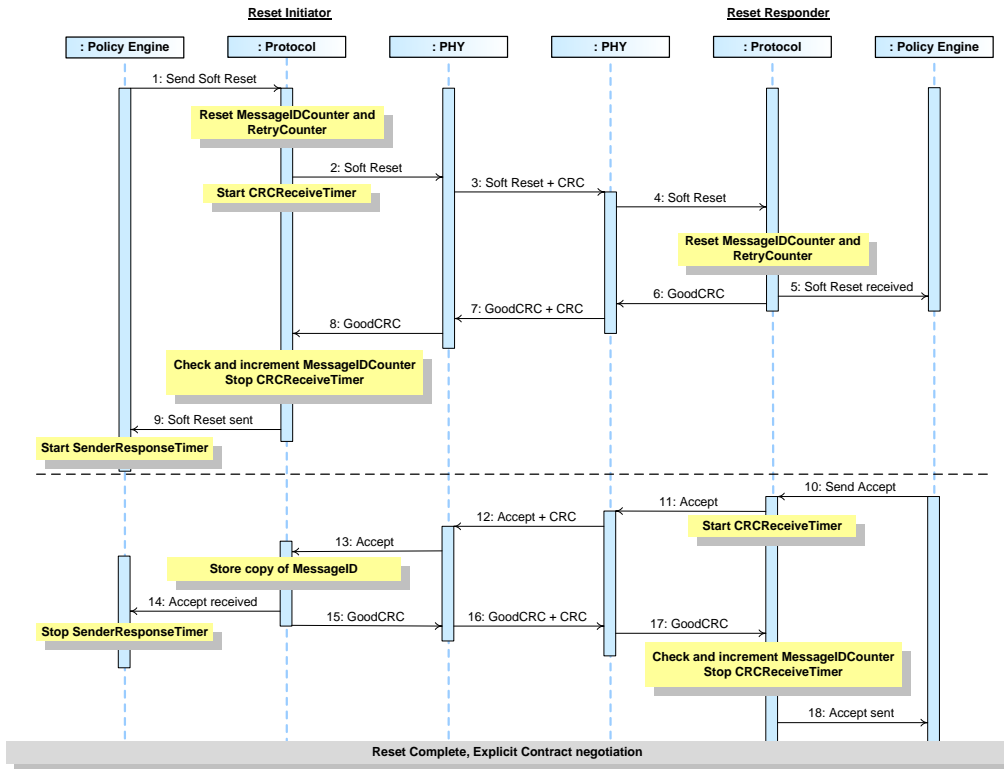 Reset Initiator
Reset Responder
: Policy Engine
: Protocol
: PHY
: PHY
: Protocol
: Policy Engine
1: Send Soft Reset
Reset MessageIDCounter and
RetryCounter
2: Soft Reset
3: Soft Reset + CRC
Start CRCReceiveTimer
4: Soft Reset
Reset MessageIDCounter and
RetryCounter
5: Soft Reset received
6: GoodCRC
7: GoodCRC + CRC
8: GoodCRC
Check and increment MessageIDCounter
Stop CRCReceiveTimer
9: Soft Reset sent
Start SenderResponseTimer
10: Send Accept
11: Accept
12: Accept + CRC
Start CRCReceiveTimer
13: Accept
Store copy of MessageID
14: Accept received
15: GoodCRC
16: GoodCRC + CRC
17: GoodCRC
Stop SenderResponseTimer
Check and increment MessageIDCounter
Stop CRCReceiveTimer
18: Accept sent
Reset Complete, Explicit Contract negotiation